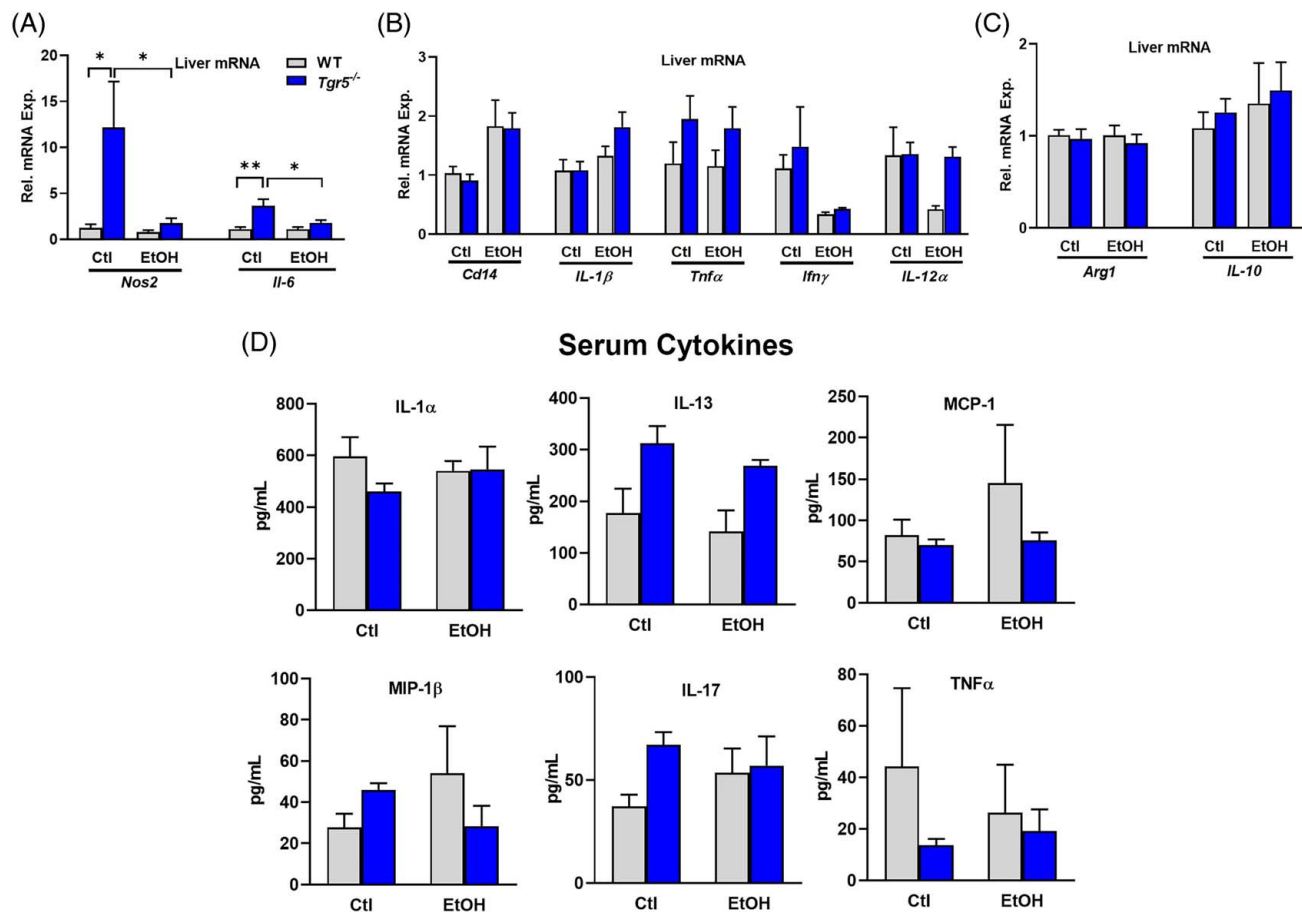 (A)
Liver mRNA
WT
Tgr5-/-
Rel. mRNA Exp.
20
15
10
5
0
*
*
**
*
Ctl EtOH Ctl EtOH
Nos2 Il-6
(B)
Liver mRNA
Rel. mRNA Exp.
3
2
1
0
Ctl EtOH Ctl EtOH Ctl EtOH Ctl EtOH Ctl EtOH
Cd14 IL-1β Tnfα Ifnγ IL-12α
(C)
Liver mRNA
Rel. mRNA Exp.
2
1
0
Ctl EtOH Ctl EtOH
Arg1 IL-10
(D)
Serum Cytokines
IL-1α
pg/mL
800
600
400
200
0
Ctl EtOH
IL-13
pg/mL
400
300
200
100
0
Ctl EtOH
MCP-1
pg/mL
250
200
150
100
50
0
Ctl EtOH
MIP-1β
pg/mL
100
80
60
40
20
0
Ctl EtOH
IL-17
pg/mL
100
50
0
Ctl EtOH
TNFα
pg/mL
80
60
40
20
0
Ctl EtOH